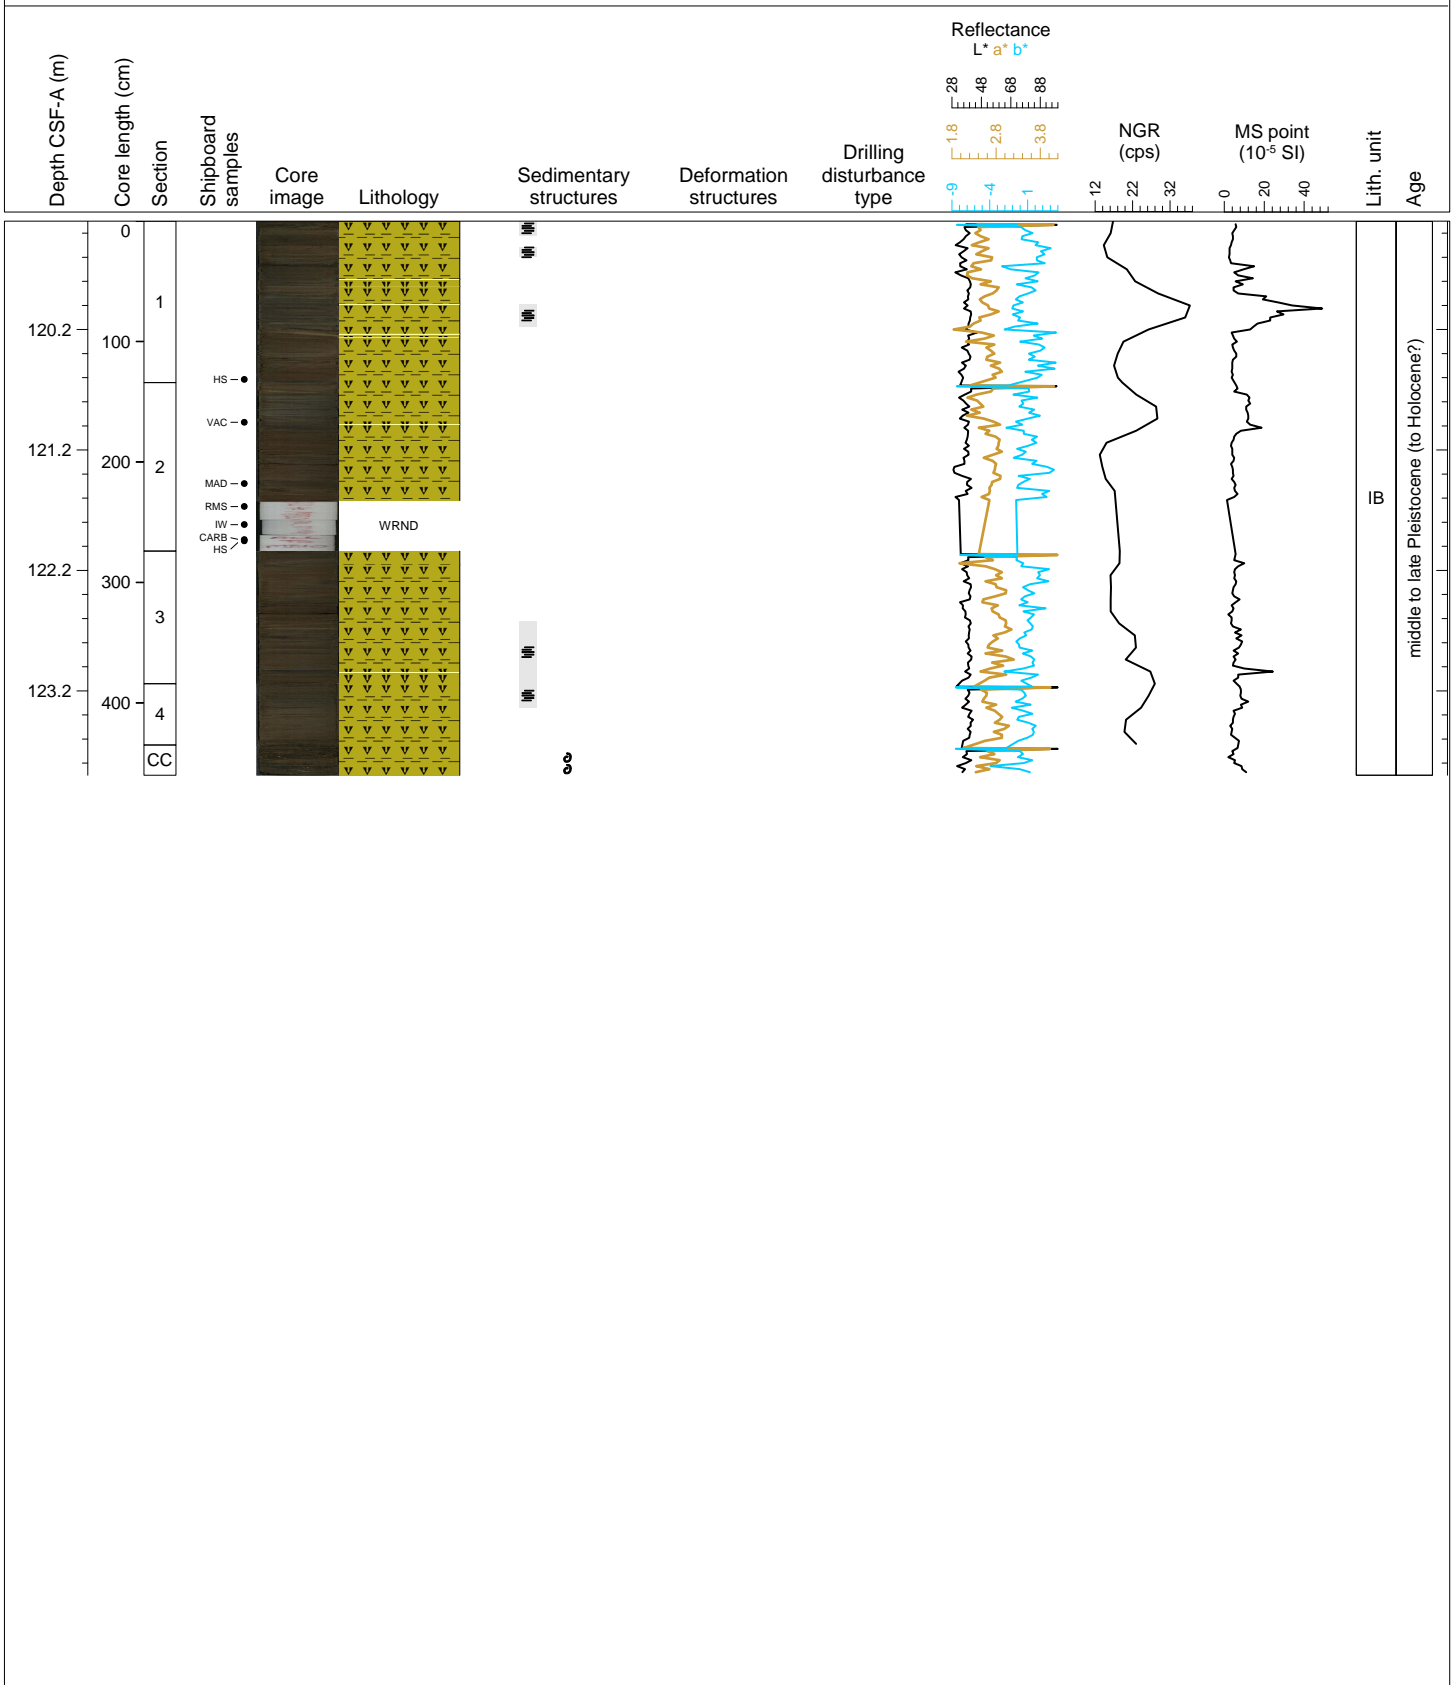 Reflectance
L* a* b*
28 48 68 88
1.8 2.8 3.8
-9 -4 1
Depth CSF-A (m)
Core length (cm)
Section
Shipboard
samples
Core
image
Lithology
Sedimentary
structures
Deformation
structures
Drilling
disturbance
type
NGR
(cps)
12 22 32
MS point
(10⁻⁵ SI)
0 20 40
Lith. unit
Age
0
1
120.2
100
HS
VAC
121.2
200
2
MAD
RMS
IW
CARB
HS
WRND
IB
middle to late Pleistocene (to Holocene?)
122.2
300
3
123.2
400
4
CC